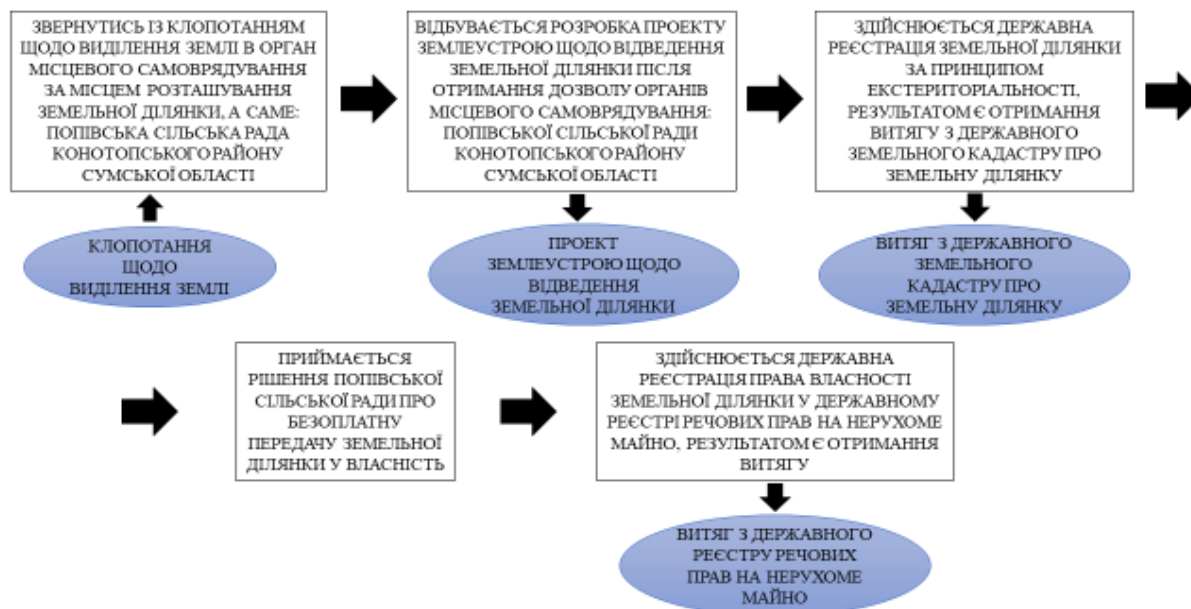 ЗВЕРНУТИСЬ ІЗ КЛОПОТАННЯМ
ЩОДО ВИДІЛЕННЯ ЗЕМЛІ В ОРГАН
МІСЦЕВОГО САМОВРЯДУВАННЯ
ЗА МІСЦЕМ РОЗТАШУВАННЯ
ЗЕМЕЛЬНОЇ ДІЛЯНКИ, А САМЕ:
ПОПІВСЬКА СІЛЬСЬКА РАДА
КОНОТОПСЬКОГО РАЙОНУ
СУМСЬКОЇ ОБЛАСТІ
КЛОПОТАННЯ
ЩОДО
ВИДІЛЕННЯ ЗЕМЛІ
ВІДБУВАЄТЬСЯ РОЗРОБКА ПРОЕКТУ
ЗЕМЛЕУСТРОЮ ЩОДО ВІДВЕДЕННЯ
ЗЕМЕЛЬНОЇ ДІЛЯНКИ ПІСЛЯ
ОТРИМАННЯ ДОЗВОЛУ ОРГАНІВ
МІСЦЕВОГО САМОВРЯДУВАННЯ:
ПОПІВСЬКОЇ СІЛЬСЬКОЇ РАДИ
КОНОТОПСЬКОГО РАЙОНУ
СУМСЬКОЇ ОБЛАСТІ
ПРОЕКТ
ЗЕМЛЕУСТРОЮ ЩОДО
ВІДВЕДЕННЯ
ЗЕМЕЛЬНОЇ ДІЛЯНКИ
ЗДІЙСНЮЄТЬСЯ ДЕРЖАВНА
РЕЄСТРАЦІЯ ЗЕМЕЛЬНОЇ ДІЛЯНКИ
ЗА ПРИНЦИПОМ
ЕКСТЕРИТОРІАЛЬНОСТІ,
РЕЗУЛЬТАТОМ Є ОТРИМАННЯ
ВИТЯГУ З ДЕРЖАВНОГО
ЗЕМЕЛЬНОГО КАДАСТРУ ПРО
ЗЕМЕЛЬНУ ДІЛЯНКУ
ВИТЯГ З ДЕРЖАВНОГО
ЗЕМЕЛЬНОГО
КАДАСТРУ ПРО
ЗЕМЕЛЬНУ ДІЛЯНКУ
ПРИЙМАЄТЬСЯ
РІШЕННЯ ПОПІВСЬКОЇ
СІЛЬСЬКОЇ РАДИ ПРО
БЕЗОПЛАТНУ
ПЕРЕДАЧУ ЗЕМЕЛЬНОЇ
ДІЛЯНКИ У ВЛАСНІСТЬ
ЗДІЙСНЮЄТЬСЯ ДЕРЖАВНА
РЕЄСТРАЦІЯ ПРАВА ВЛАСНОСТІ
ЗЕМЕЛЬНОЇ ДІЛЯНКИ У ДЕРЖАВНОМУ
РЕЄСТРІ РЕЧОВИХ ПРАВ НА НЕРУХОМЕ
МАЙНО, РЕЗУЛЬТАТОМ Є ОТРИМАННЯ
ВИТЯГУ
ВИТЯГ З ДЕРЖАВНОГО
РЕЄСТРУ РЕЧОВИХ
ПРАВ НА НЕРУХОМЕ
МАЙНО